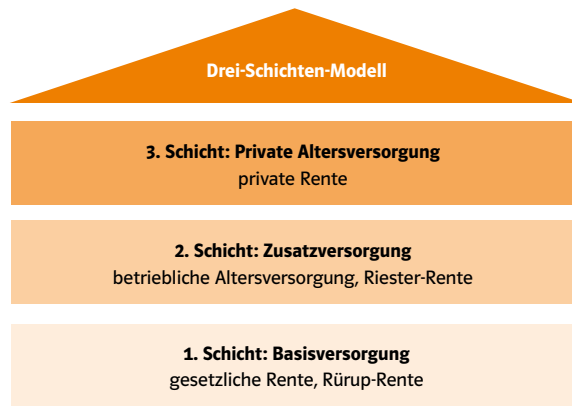 Drei-Schichten-Modell
3. Schicht: Private Altersversorgung
private Rente
2. Schicht: Zusatzversorgung
betriebliche Altersversorgung, Riester-Rente
1. Schicht: Basisversorgung
gesetzliche Rente, Rürup-Rente